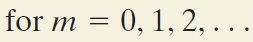 for m = 0, 1, 2, . . .